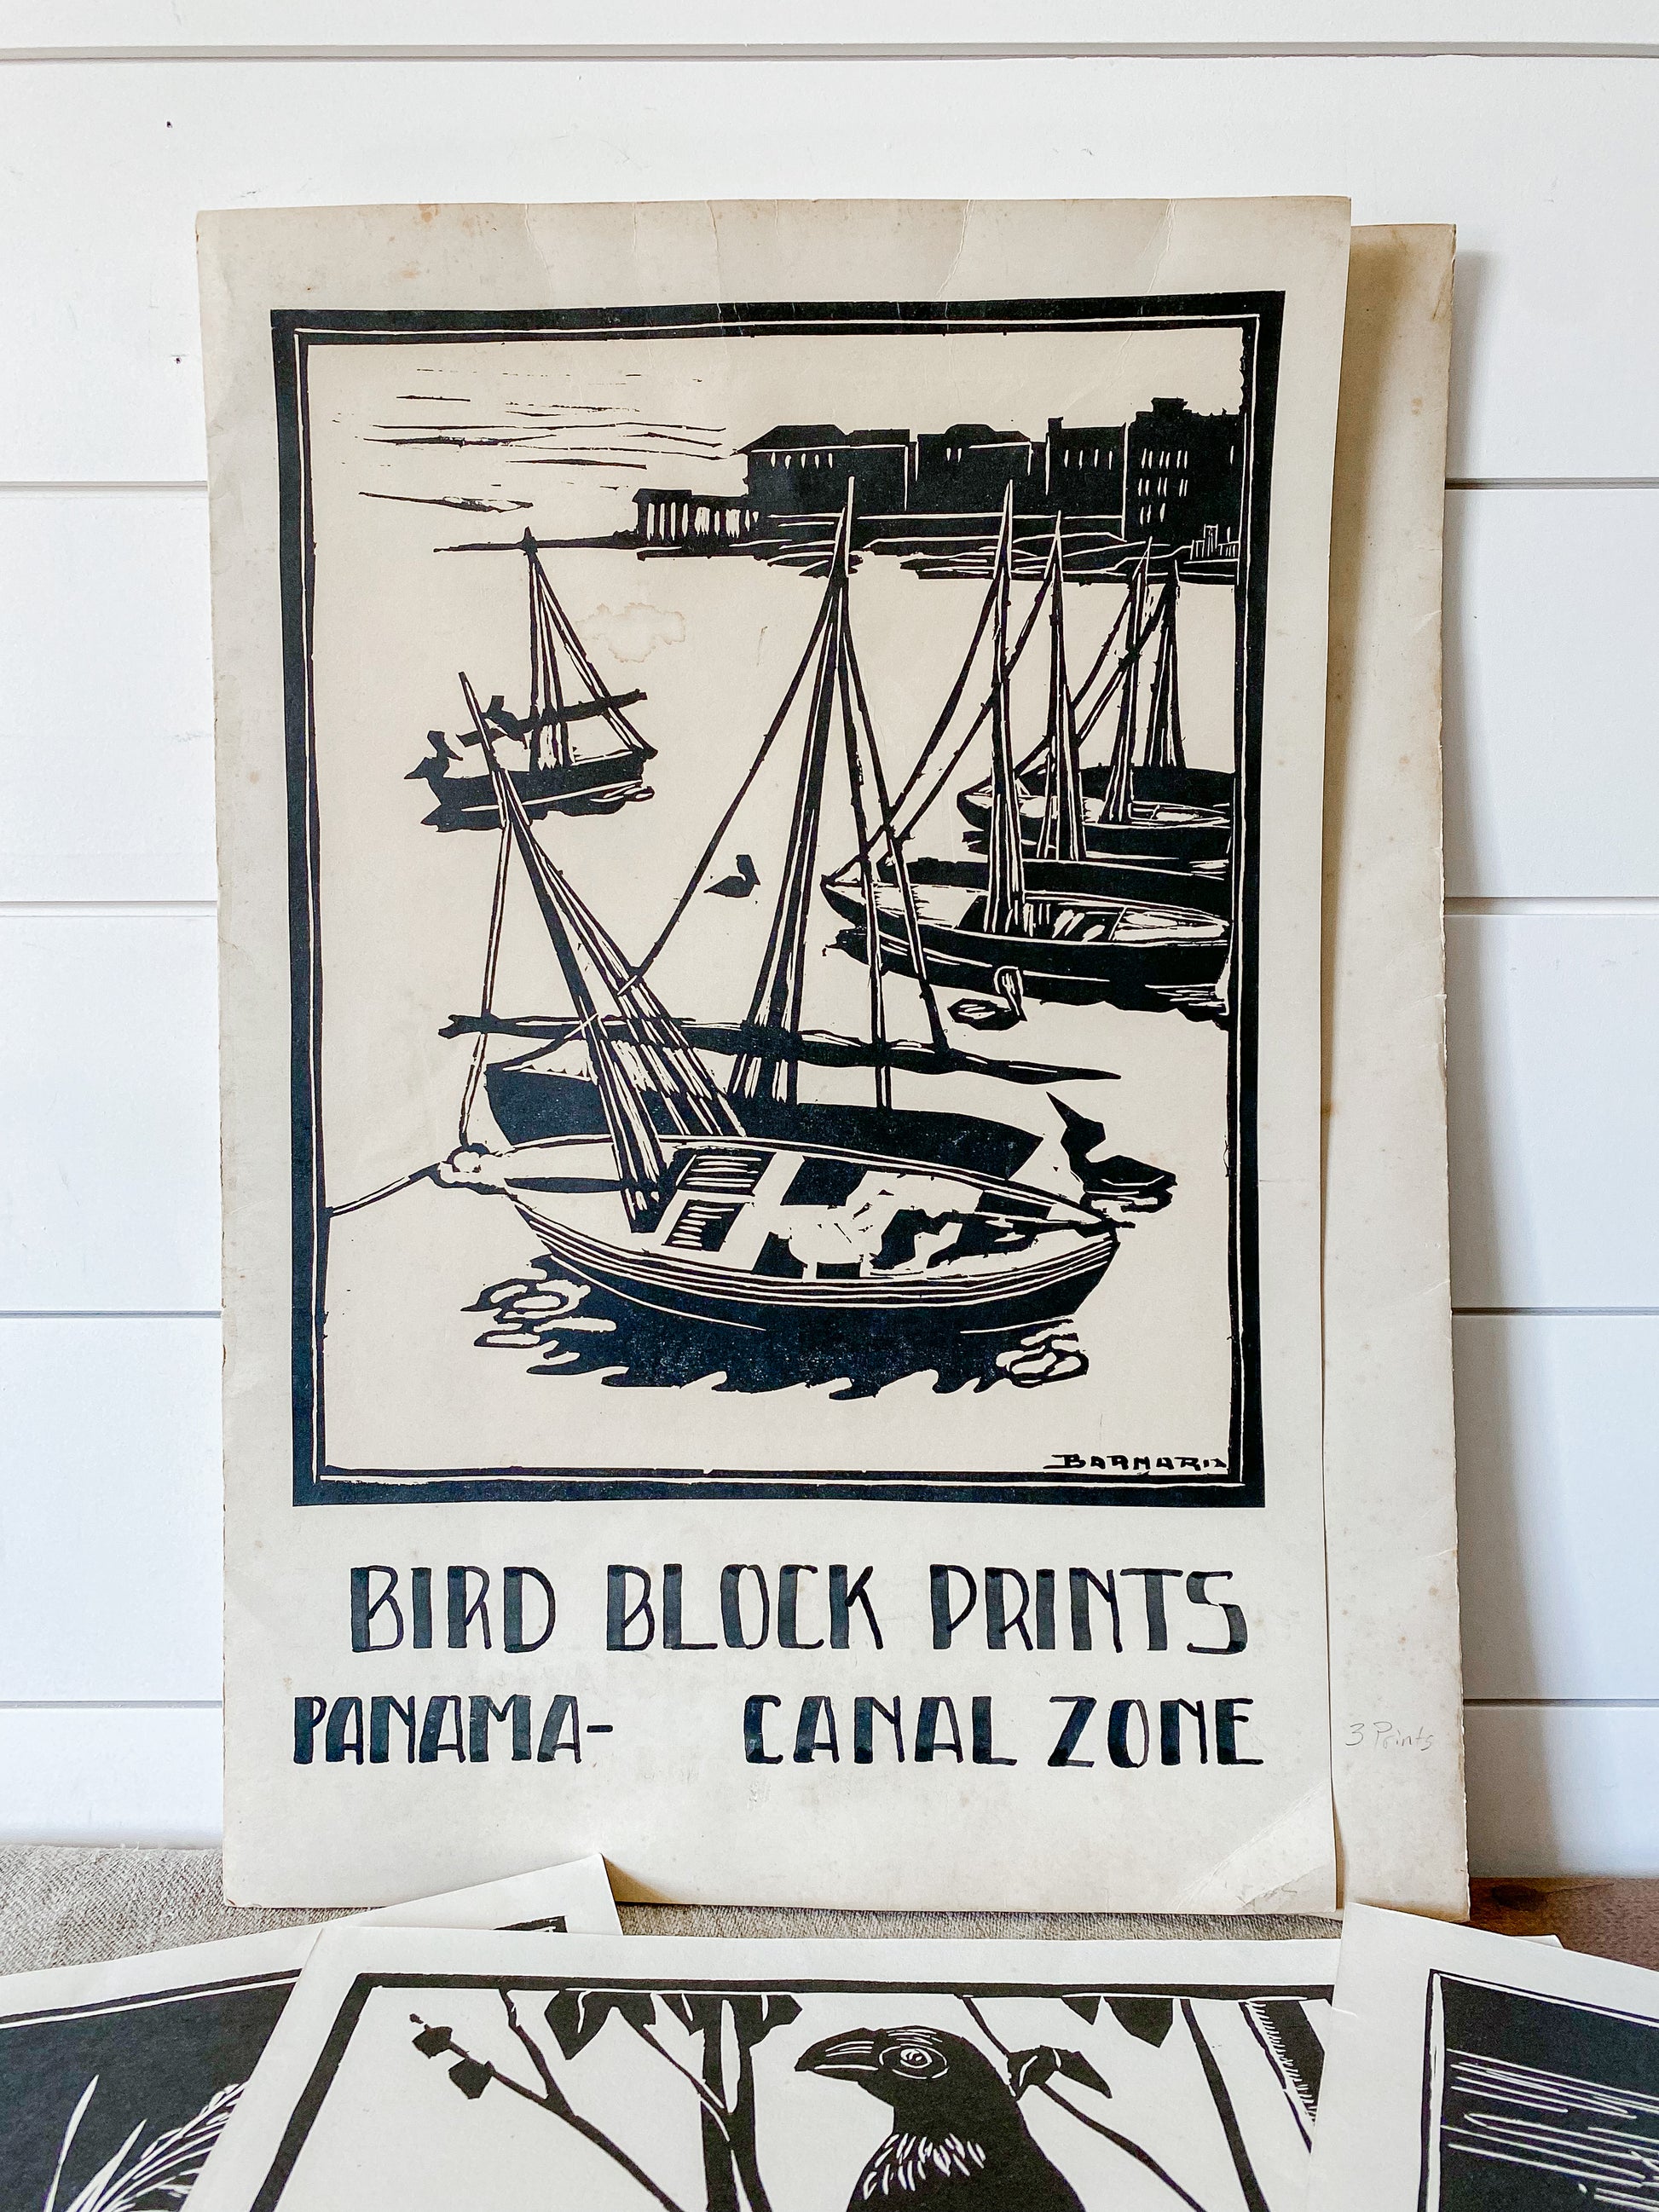 BARNARD
BIRD BLOCK PRINTS
PANAMA- CANAL ZONE
3 Prints